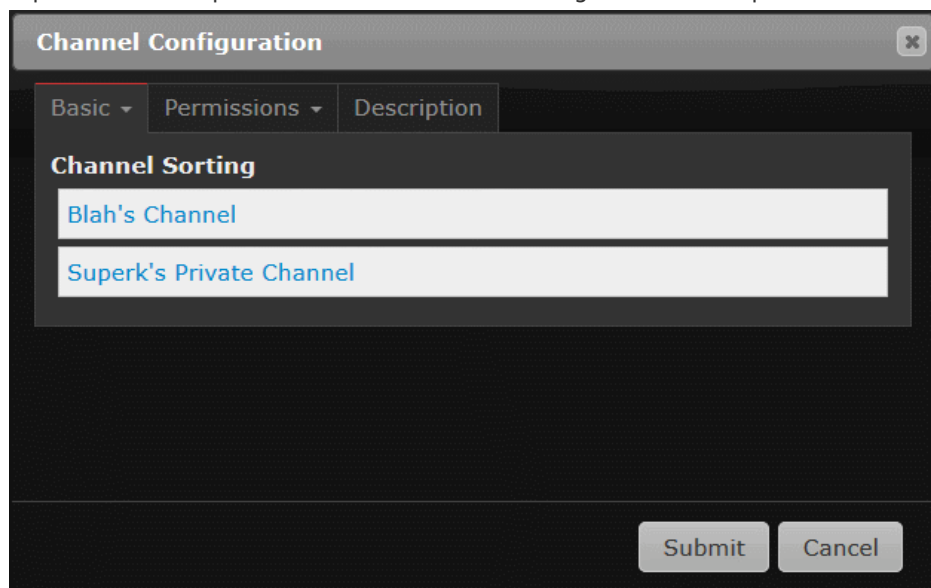 Channel Configuration
Basic
Permissions
Description
Channel Sorting
Blah's Channel
Superk's Private Channel
Submit
Cancel